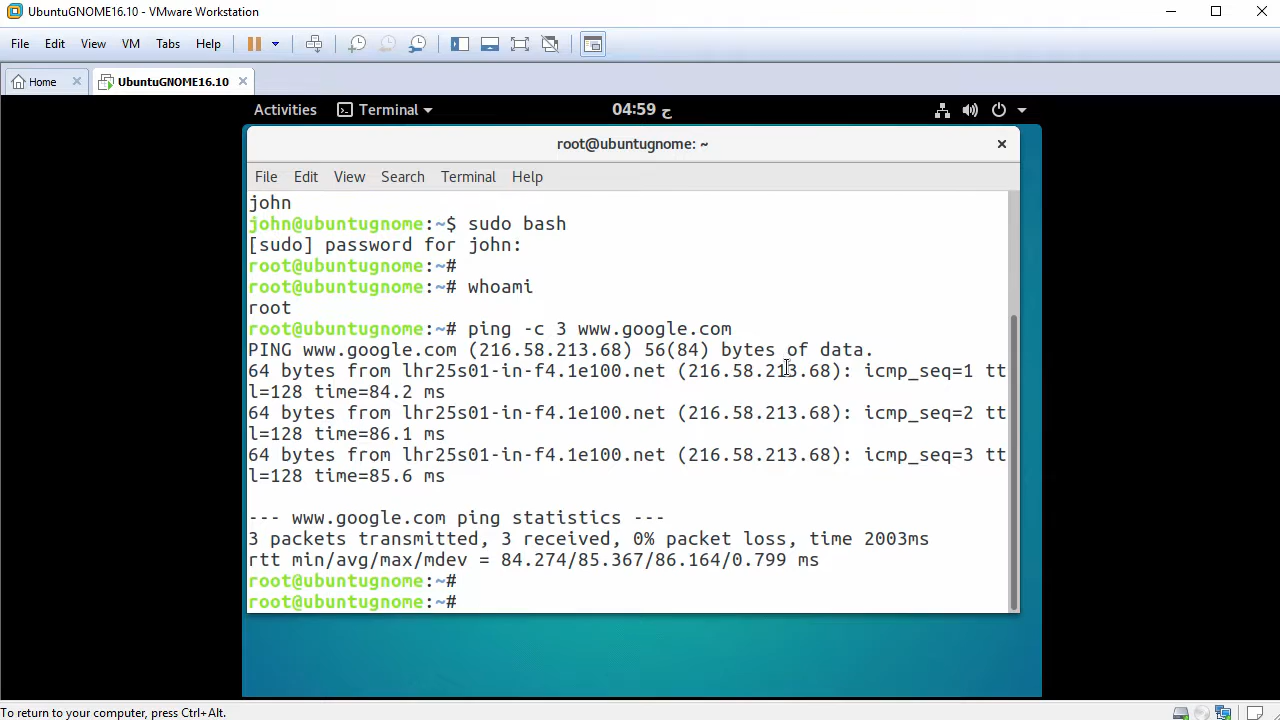 UbuntuGNOME16.10 - VMware Workstation
File Edit View VM Tabs Help
Home UbuntuGNOME16.10
Activities Terminal 04:59 ج
root@ubuntugnome: ~
File Edit View Search Terminal Help
john
john@ubuntugnome:~$ sudo bash
[sudo] password for john:
root@ubuntugnome:~#
root@ubuntugnome:~# whoami
root
root@ubuntugnome:~# ping -c 3 www.google.com
PING www.google.com (216.58.213.68) 56(84) bytes of data.
64 bytes from lhr25s01-in-f4.1e100.net (216.58.213.68): icmp_seq=1 tt
l=128 time=84.2 ms
64 bytes from lhr25s01-in-f4.1e100.net (216.58.213.68): icmp_seq=2 tt
l=128 time=86.1 ms
64 bytes from lhr25s01-in-f4.1e100.net (216.58.213.68): icmp_seq=3 tt
l=128 time=85.6 ms
--- www.google.com ping statistics ---
3 packets transmitted, 3 received, 0% packet loss, time 2003ms
rtt min/avg/max/mdev = 84.274/85.367/86.164/0.799 ms
root@ubuntugnome:~#
root@ubuntugnome:~#
To return to your computer, press Ctrl+Alt.